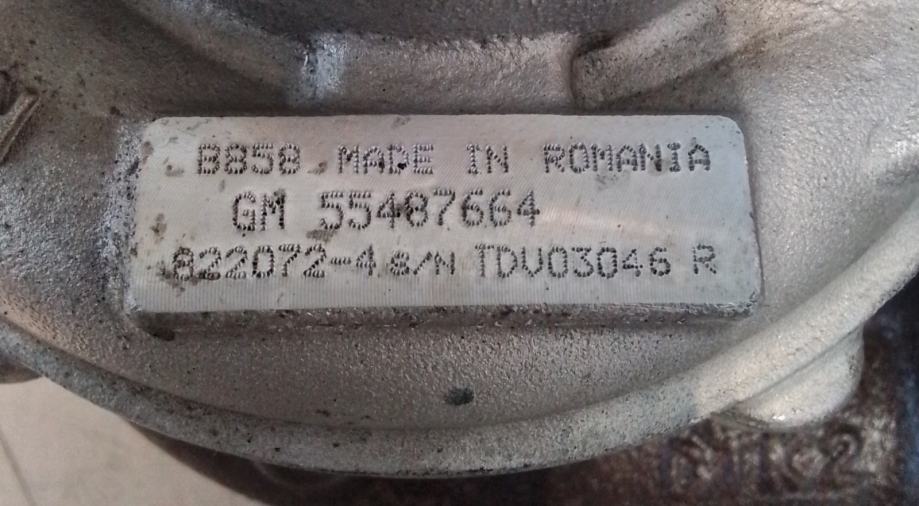 B858 MADE IN ROMANIA
GM 55487664
822072-4 S/N TDV03046 R